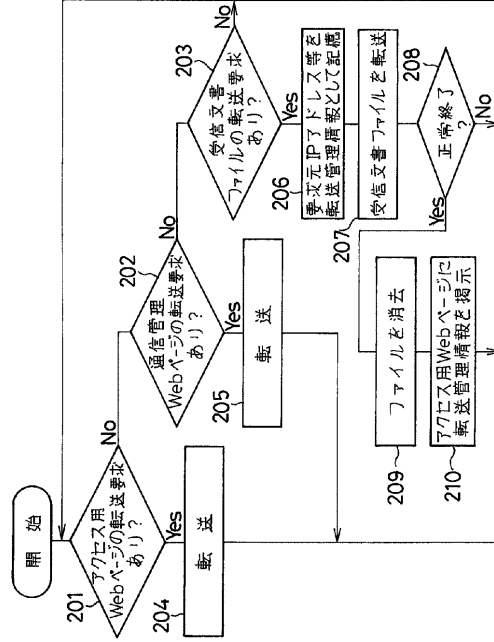 開始
201
アクセス用
Webページの転送要求
あり?
No
Yes
204
転送
202
通信管理
Webページの転送要求
あり?
No
Yes
205
転送
203
受信文書
ファイルの転送要求
あり?
No
Yes
206
要求元IPアドレス等を
転送管理情報として記憶
207
受信文書ファイルを転送
208
正常終了
?
Yes
No
209
ファイルを消去
210
アクセス用Webページに
転送管理情報を掲示